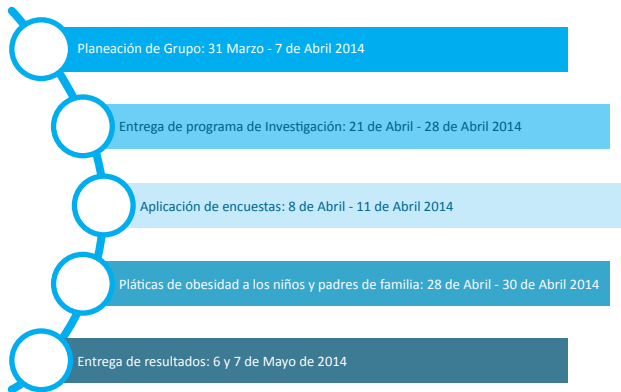 Planeación de Grupo: 31 Marzo - 7 de Abril 2014
Entrega de programa de Investigación: 21 de Abril - 28 de Abril 2014
Aplicación de encuestas: 8 de Abril - 11 de Abril 2014
Pláticas de obesidad a los niños y padres de familia: 28 de Abril - 30 de Abril 2014
Entrega de resultados: 6 y 7 de Mayo de 2014